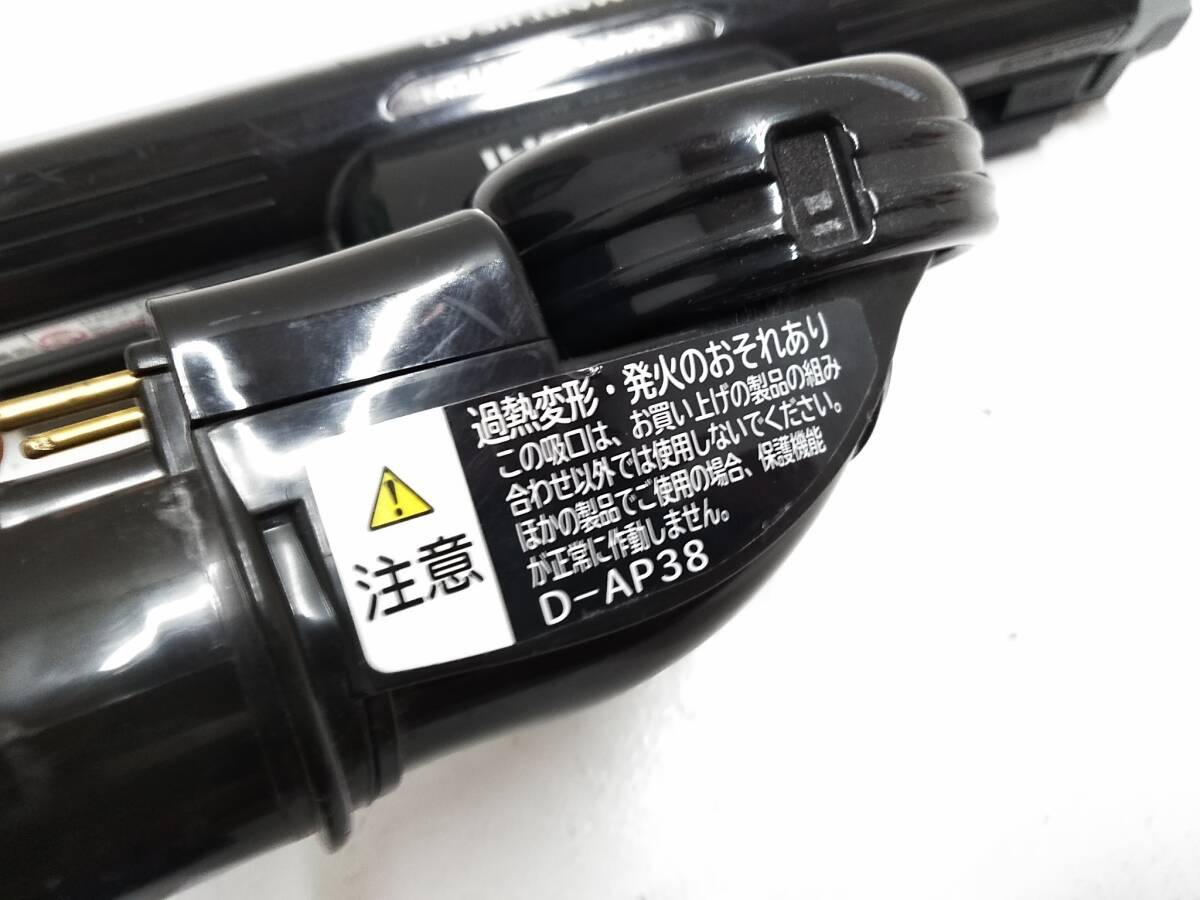 過熱変形・発火のおそれあり
この吸口は、お買い上げの製品の組み
合わせ以外では使用しないでください。
ほかの製品でご使用の場合、保護機能
が正常に作動しません。
D-AP38
注意